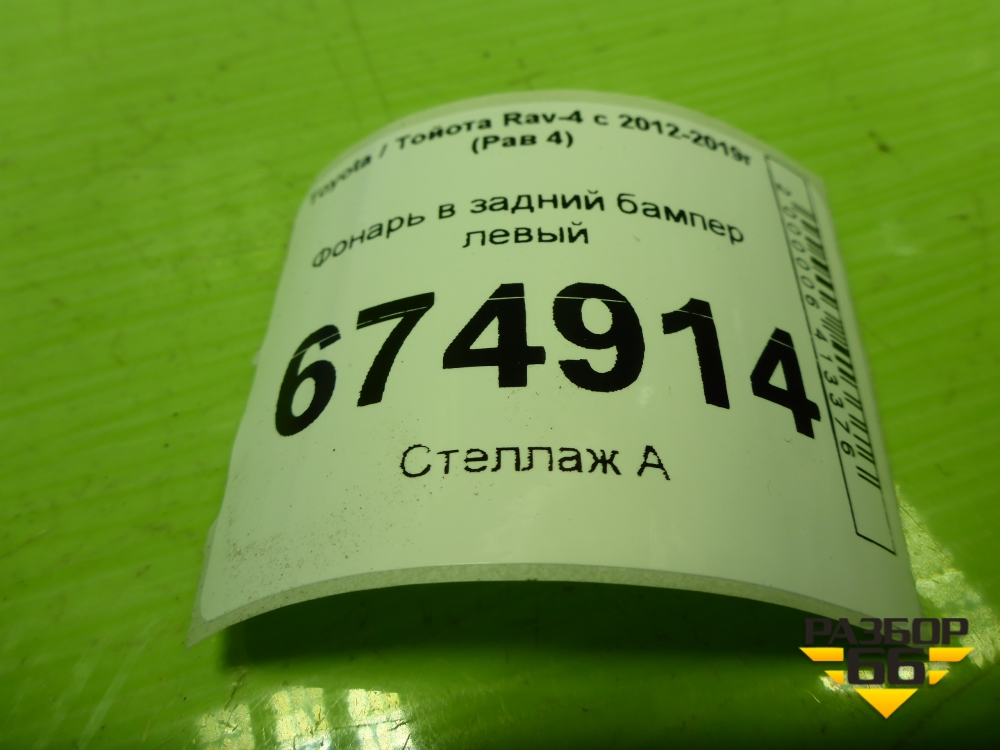 Toyota / Тойота Rav-4 с 2012-2019г
(Рав 4)
Фонарь в задний бампер
левый
674914
Стеллаж А
2000006413376
РАЗБОР
66